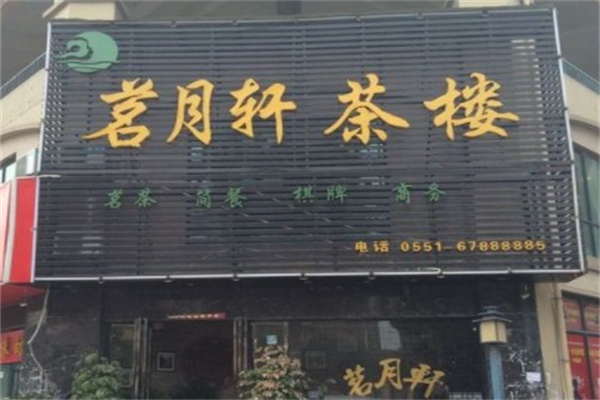 茗月轩 茶楼
茗茶 简餐 棋牌 商务
电话 0551-67888885
茗月轩